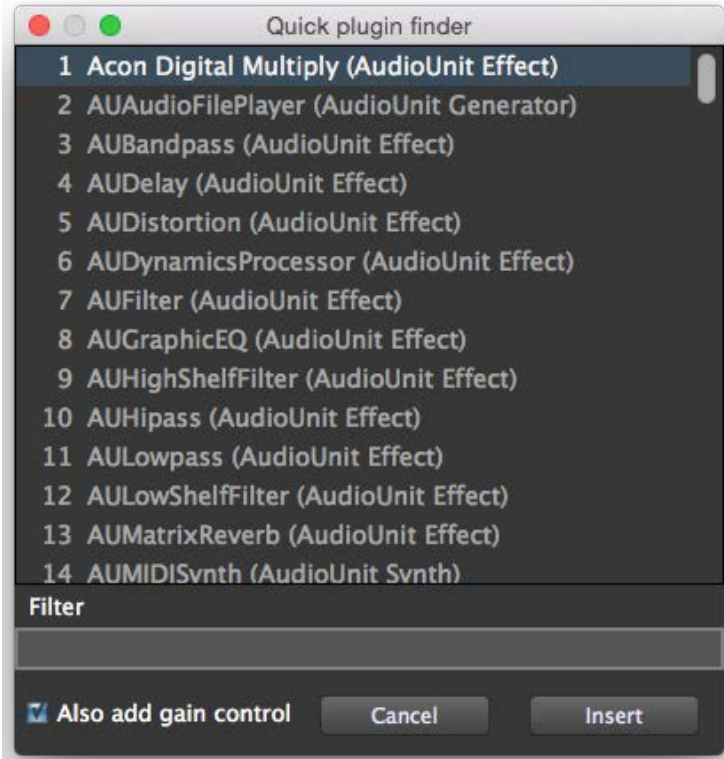 Quick plugin finder
1 Acon Digital Multiply (AudioUnit Effect)
2 AUAudioFilePlayer (AudioUnit Generator)
3 AUBandpass (AudioUnit Effect)
4 AUDelay (AudioUnit Effect)
5 AUDistortion (AudioUnit Effect)
6 AUDynamicsProcessor (AudioUnit Effect)
7 AUFilter (AudioUnit Effect)
8 AUGraphicEQ (AudioUnit Effect)
9 AUHighShelfFilter (AudioUnit Effect)
10 AUHipass (AudioUnit Effect)
11 AULowpass (AudioUnit Effect)
12 AULowShelfFilter (AudioUnit Effect)
13 AUMatrixReverb (AudioUnit Effect)
14 AUMIDISynth (AudioUnit Synth)
Filter
Also add gain control Cancel Insert